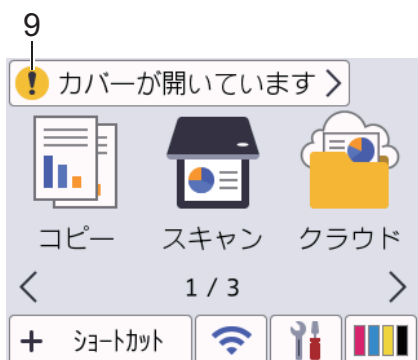 9
! カバーが開いています >
コピー スキャン クラウド
< 1 / 3 >
+ ショートカット